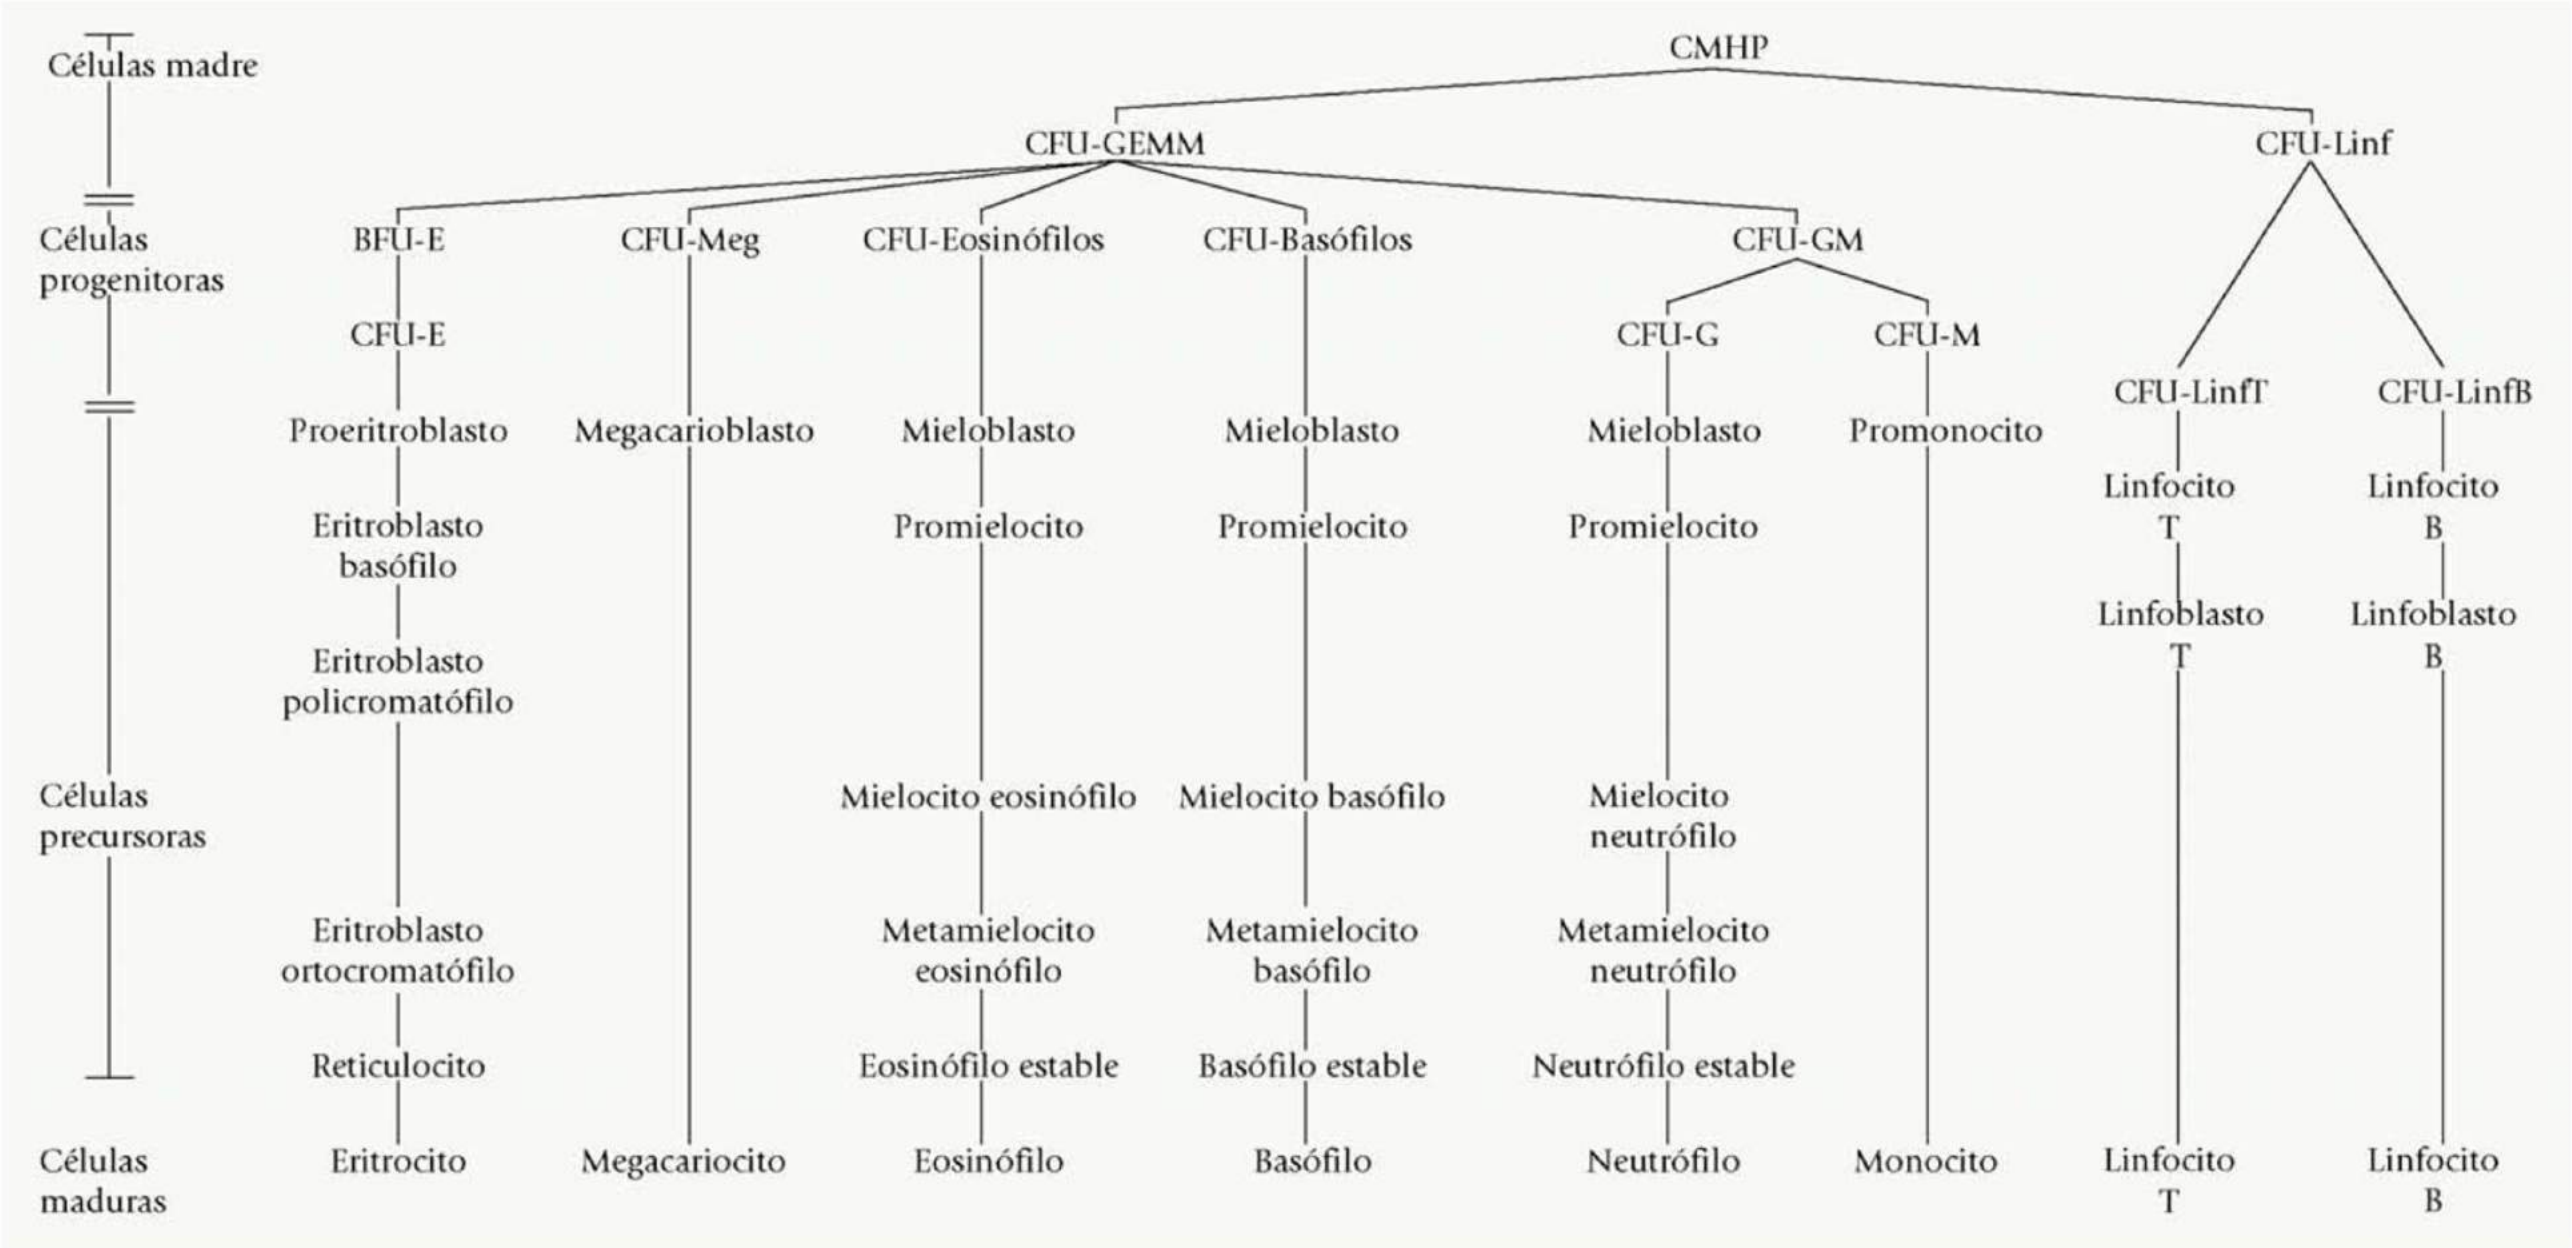 CMHP
Células madre
CFU-GEMM
CFU-Linf
Células
progenitoras
BFU-E
CFU-Meg
CFU-Eosinófilos
CFU-Basófilos
CFU-GM
CFU-E
CFU-G
CFU-M
CFU-LinfT
CFU-LinfB
Proeritroblasto
Megacarioblasto
Mieloblasto
Mieloblasto
Mieloblasto
Promonocito
Linfocito
T
Linfocito
B
Eritroblasto
basófilo
Promielocito
Promielocito
Promielocito
Linfoblasto
T
Linfoblasto
B
Eritroblasto
policromatófilo
Células
precursoras
Mielocito eosinófilo
Mielocito basófilo
Mielocito
neutrófilo
Eritroblasto
ortocromatófilo
Metamielocito
eosinófilo
Metamielocito
basófilo
Metamielocito
neutrófilo
Reticulocito
Eosinófilo estable
Basófilo estable
Neutrófilo estable
Células
maduras
Eritrocito
Megacariocito
Eosinófilo
Basófilo
Neutrófilo
Monocito
Linfocito
T
Linfocito
B